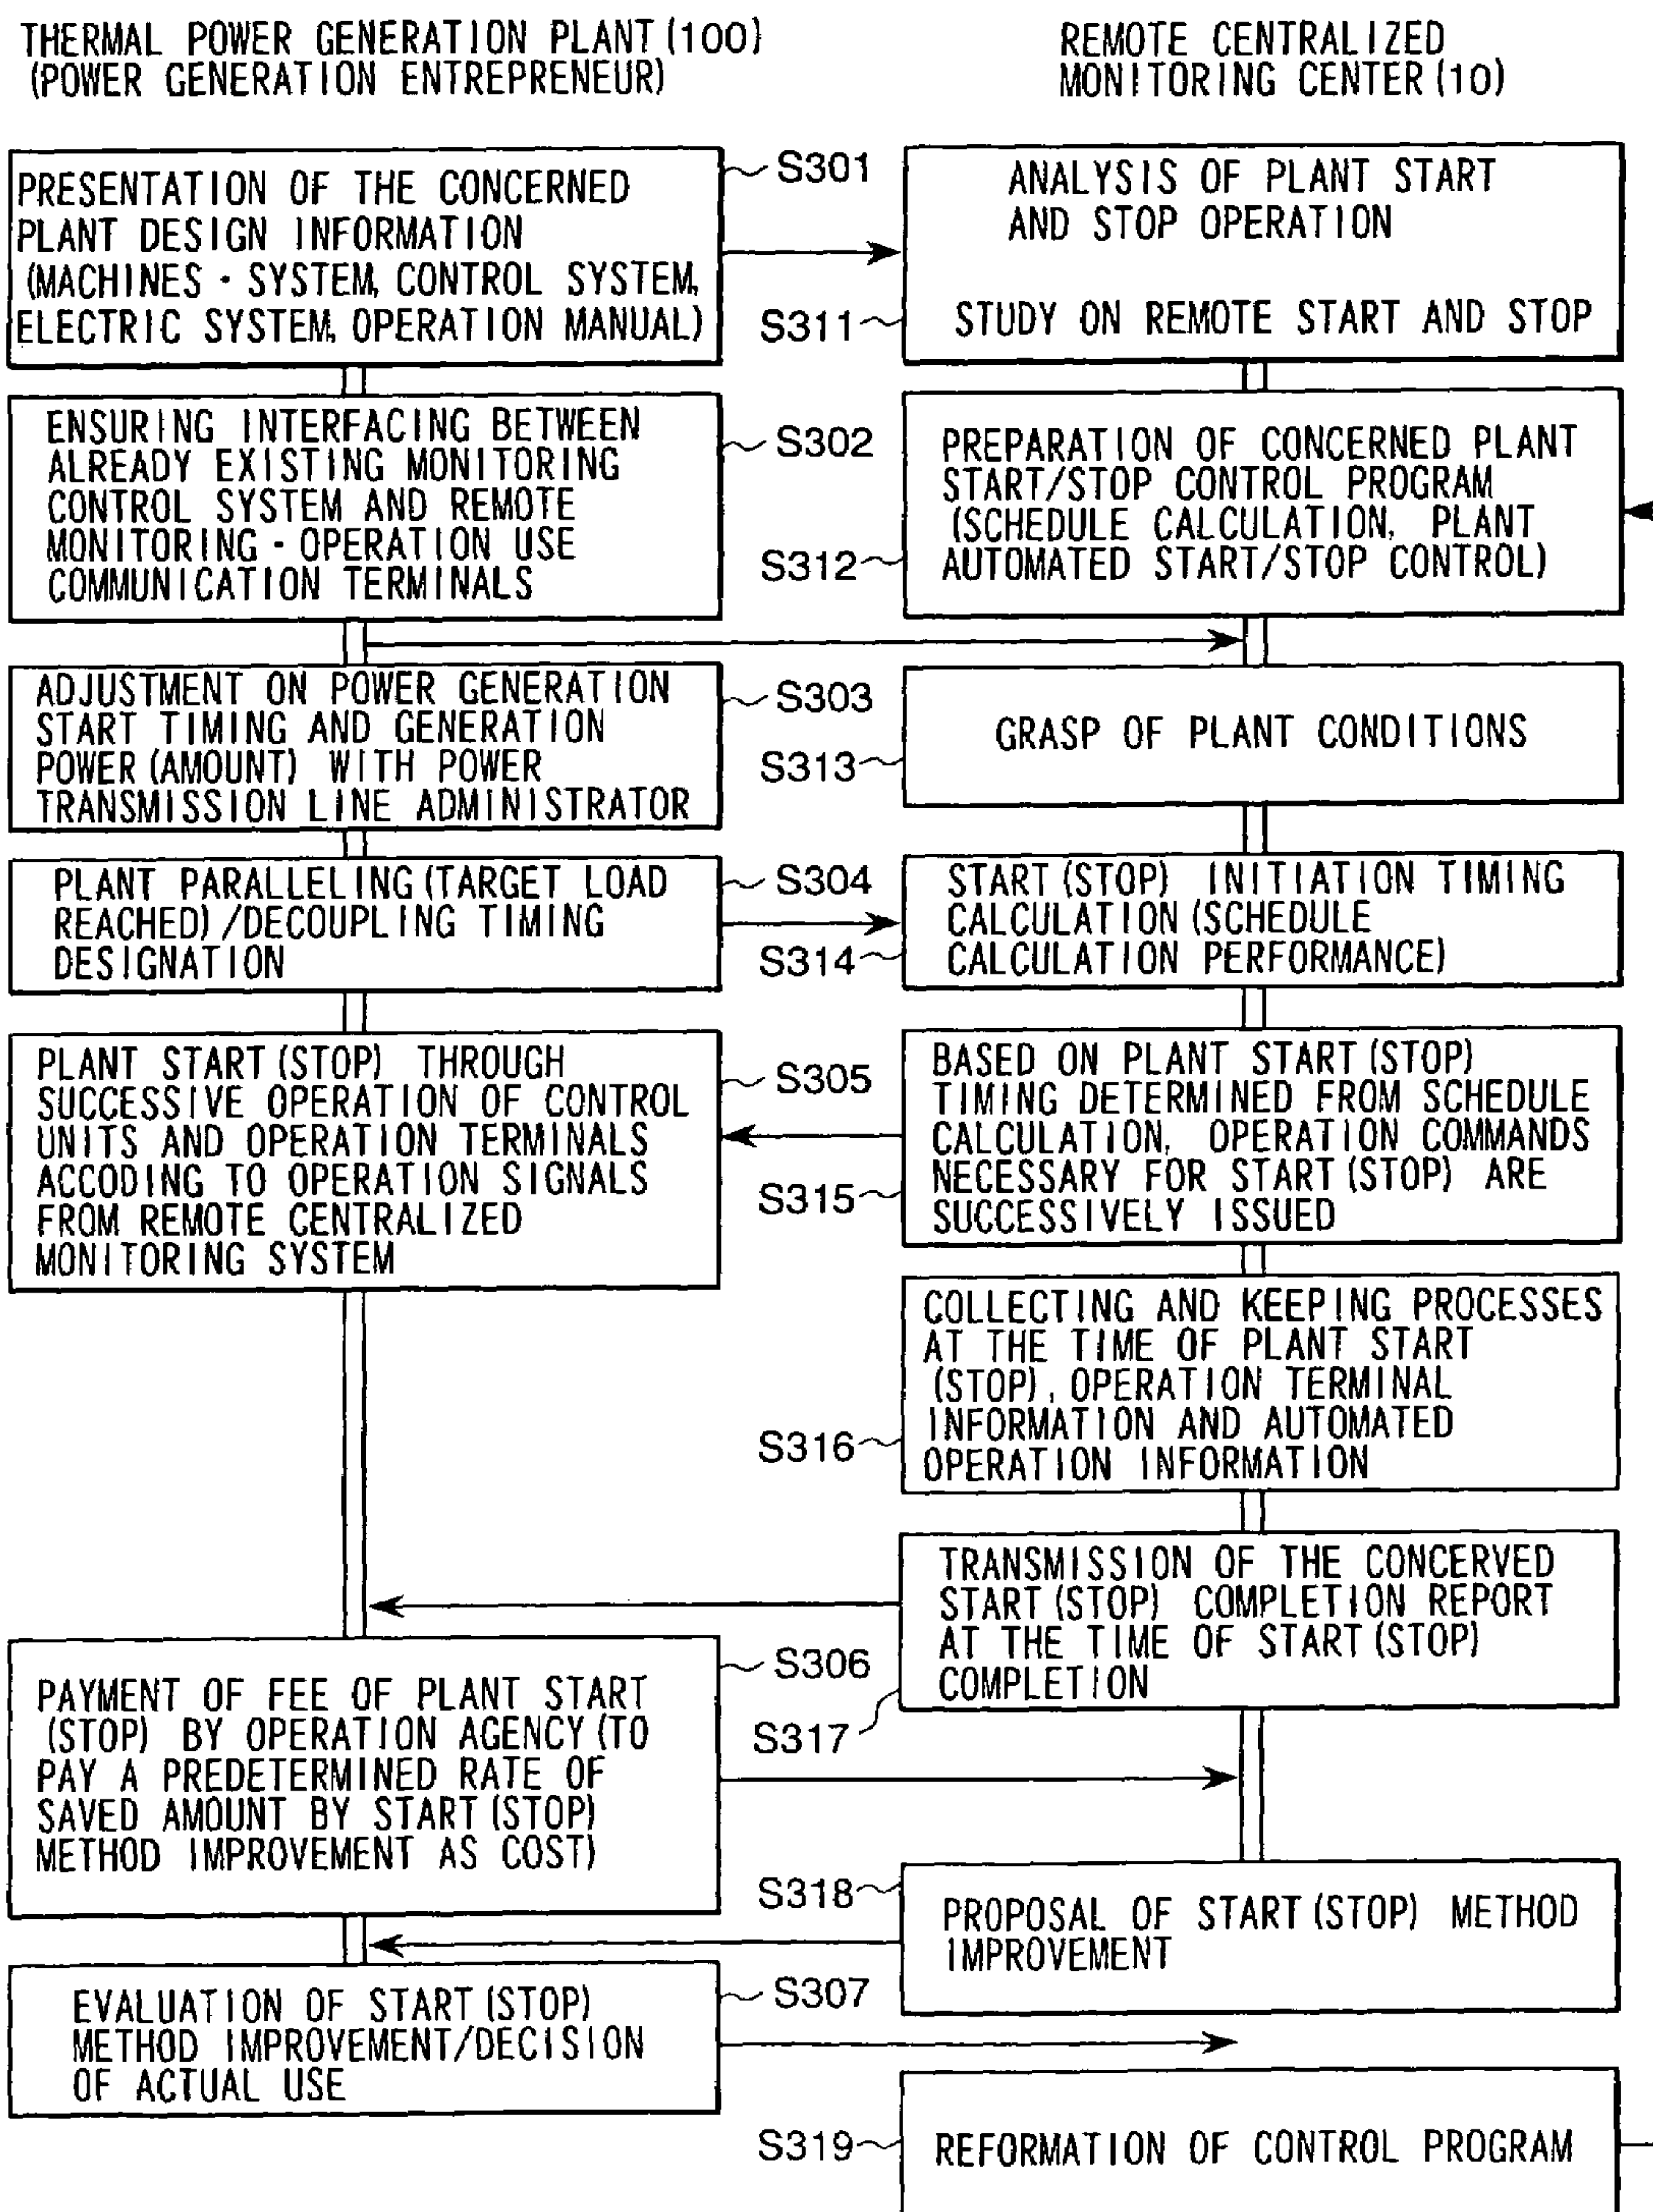 THERMAL POWER GENERATION PLANT (100)
(POWER GENERATION ENTREPRENEUR)
REMOTE CENTRALIZED
MONITORING CENTER (10)
PRESENTATION OF THE CONCERNED
PLANT DESIGN INFORMATION
(MACHINES · SYSTEM, CONTROL SYSTEM,
ELECTRIC SYSTEM, OPERATION MANUAL)
S301
ANALYSIS OF PLANT START
AND STOP OPERATION
STUDY ON REMOTE START AND STOP
S311
ENSURING INTERFACING BETWEEN
ALREADY EXISTING MONITORING
CONTROL SYSTEM AND REMOTE
MONITORING · OPERATION USE
COMMUNICATION TERMINALS
S302
PREPARATION OF CONCERNED PLANT
START/STOP CONTROL PROGRAM
(SCHEDULE CALCULATION, PLANT
AUTOMATED START/STOP CONTROL)
S312
ADJUSTMENT ON POWER GENERATION
START TIMING AND GENERATION
POWER (AMOUNT) WITH POWER
TRANSMISSION LINE ADMINISTRATOR
S303
GRASP OF PLANT CONDITIONS
S313
PLANT PARALLELING (TARGET LOAD
REACHED) /DECOUPLING TIMING
DESIGNATION
S304
START (STOP) INITIATION TIMING
CALCULATION (SCHEDULE
CALCULATION PERFORMANCE)
S314
PLANT START (STOP) THROUGH
SUCCESSIVE OPERATION OF CONTROL
UNITS AND OPERATION TERMINALS
ACCODING TO OPERATION SIGNALS
FROM REMOTE CENTRALIZED
MONITORING SYSTEM
S305
BASED ON PLANT START (STOP)
TIMING DETERMINED FROM SCHEDULE
CALCULATION, OPERATION COMMANDS
NECESSARY FOR START (STOP) ARE
SUCCESSIVELY ISSUED
S315
COLLECTING AND KEEPING PROCESSES
AT THE TIME OF PLANT START
(STOP), OPERATION TERMINAL
INFORMATION AND AUTOMATED
OPERATION INFORMATION
S316
TRANSMISSION OF THE CONCERVED
START (STOP) COMPLETION REPORT
AT THE TIME OF START (STOP)
COMPLETION
S317
PAYMENT OF FEE OF PLANT START
(STOP) BY OPERATION AGENCY (TO
PAY A PREDETERMINED RATE OF
SAVED AMOUNT BY START (STOP)
METHOD IMPROVEMENT AS COST)
S306
PROPOSAL OF START (STOP) METHOD
IMPROVEMENT
S318
EVALUATION OF START (STOP)
METHOD IMPROVEMENT/DECISION
OF ACTUAL USE
S307
REFORMATION OF CONTROL PROGRAM
S319